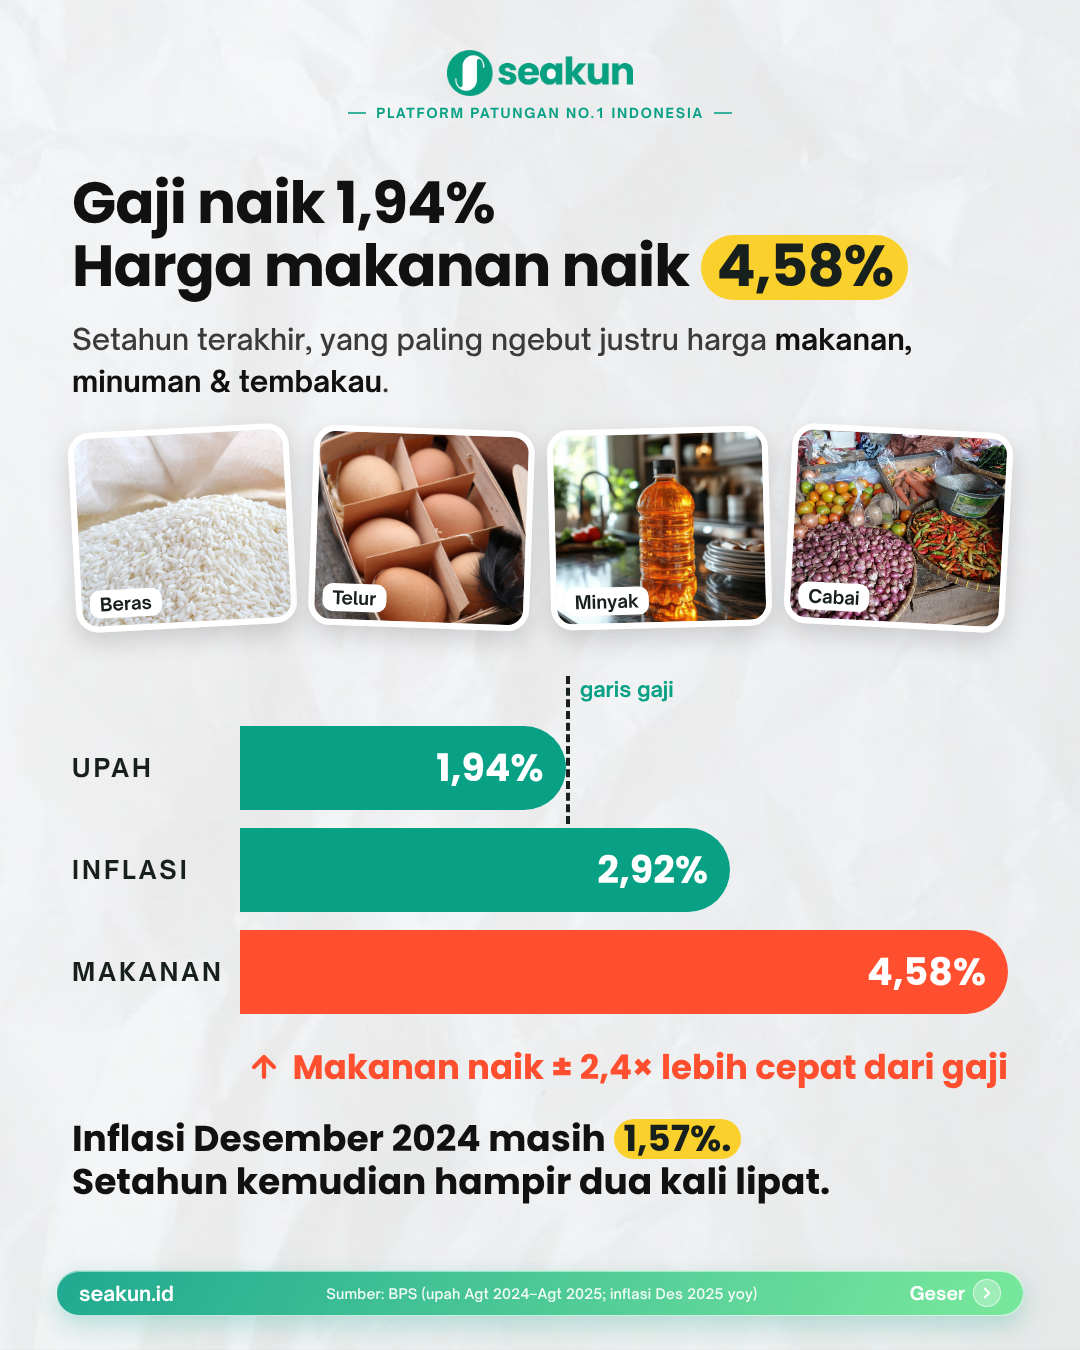 seakun
PLATFORM PATUNGAN NO.1 INDONESIA
Gaji naik 1,94%
Harga makanan naik 4,58%
Setahun terakhir, yang paling ngebut justru harga makanan,
minuman & tembakau.
Beras
Telur
Minyak
Cabai
garis gaji
UPAH
1,94%
INFLASI
2,92%
MAKANAN
4,58%
↑ Makanan naik ± 2,4× lebih cepat dari gaji
Inflasi Desember 2024 masih 1,57%.
Setahun kemudian hampir dua kali lipat.
seakun.id
Sumber: BPS (upah Agt 2024–Agt 2025; inflasi Des 2025 yoy)
Geser